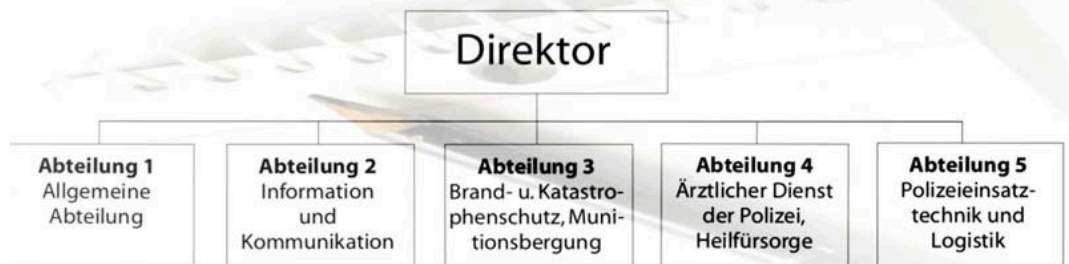 Direktor
Abteilung 1
Allgemeine
Abteilung
Abteilung 2
Information
und
Kommunikation
Abteilung 3
Brand- u. Katastro-
phenschutz, Muni-
tionsbergung
Abteilung 4
Ärztlicher Dienst
der Polizei,
Heilfürsorge
Abteilung 5
Polizeieinsatz-
technik und
Logistik